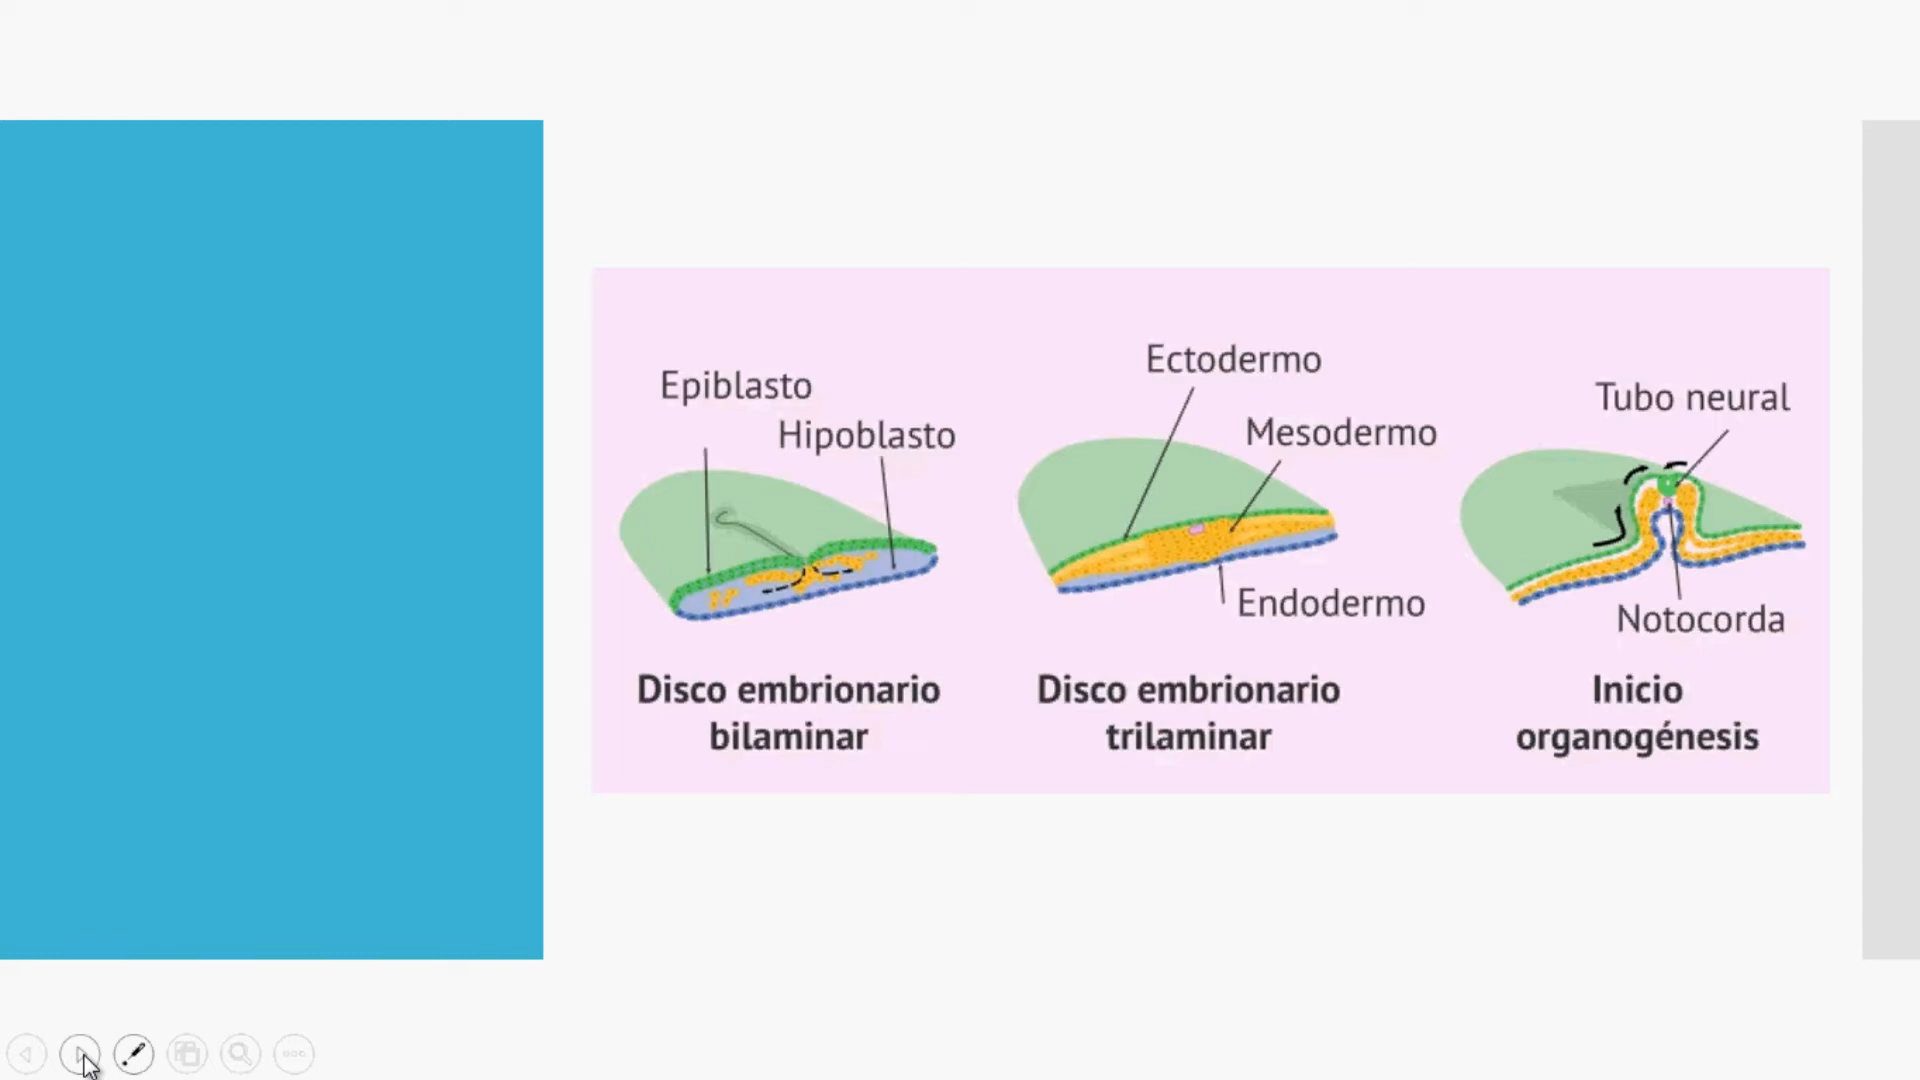 Epiblasto
Hipoblasto
Disco embrionario
bilaminar
Ectodermo
Mesodermo
Endodermo
Disco embrionario
trilaminar
Tubo neural
Notocorda
Inicio
organogénesis